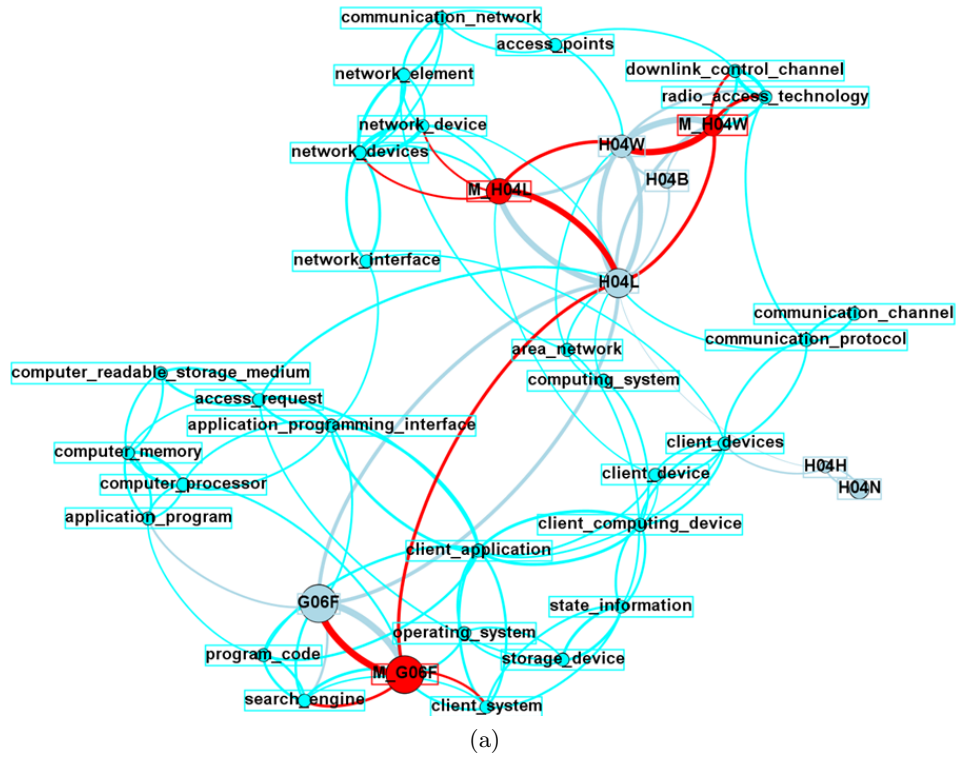 communication_network
access_points
network_element
downlink_control_channel
radio_access_technology
network_device
M_H04W
network_devices
H04W
H04B
M_H04L
network_interface
H04L
communication_channel
communication_protocol
area_network
computer_readable_storage_medium
computing_system
access_request
application_programming_interface
client_devices
computer_memory
H04H
client_device
computer_processor
H04N
application_program
client_computing_device
client_application
G06F
state_information
operating_system
program_code
storage_device
M_G06F
search_engine
client_system
(a)